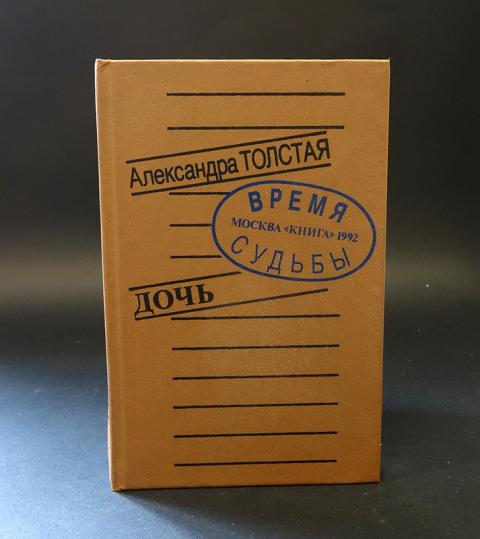 Александра ТОЛСТАЯ
ВРЕМЯ
МОСКВА «КНИГА» 1992
СУДЬБЫ
ДОЧЬ